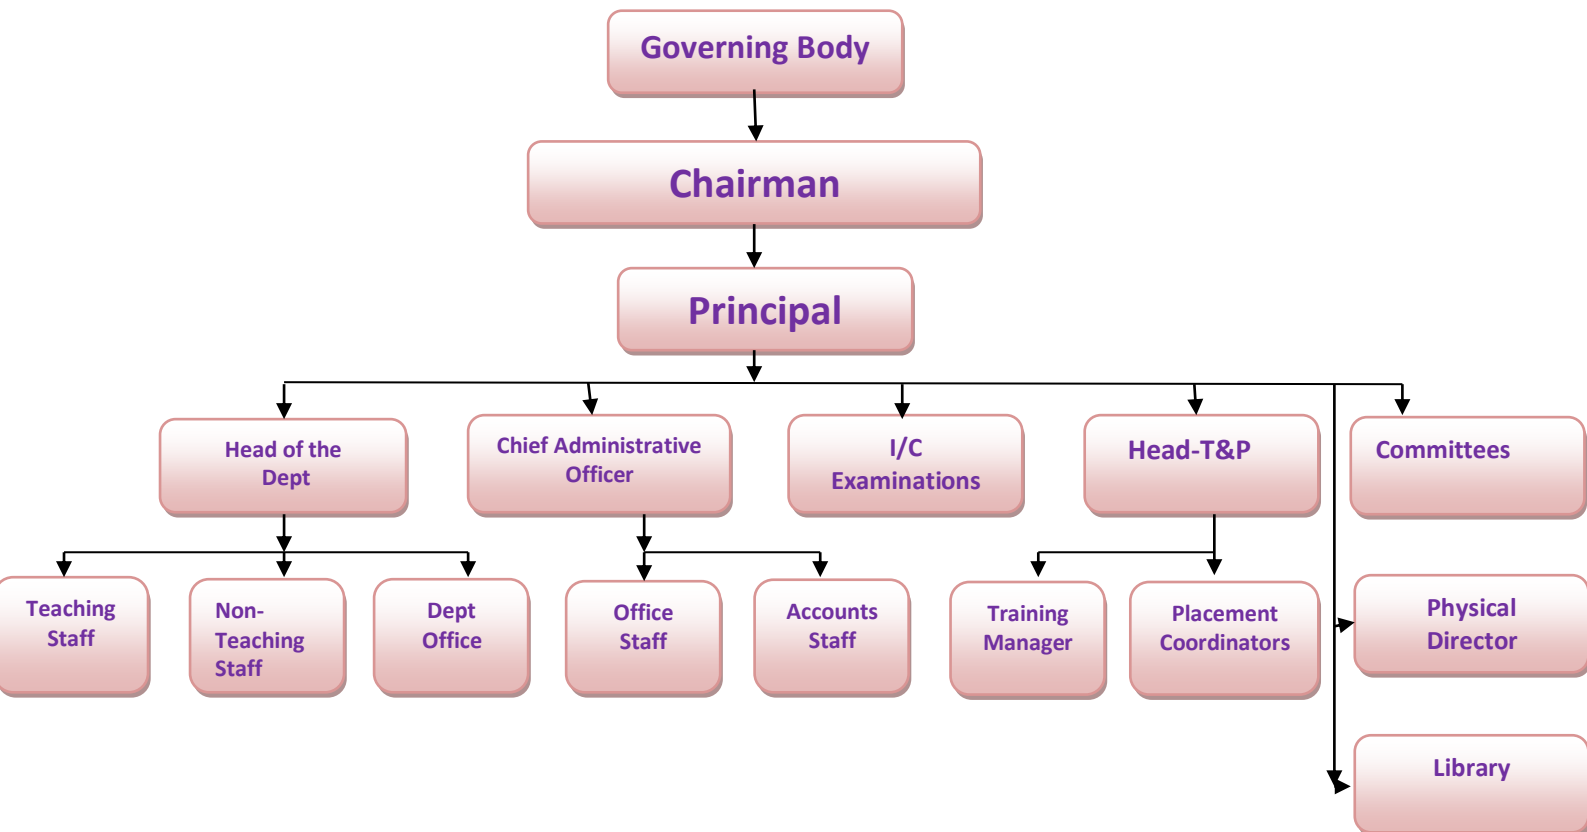 Governing Body
Chairman
Principal
Head of the
Dept
Chief Administrative
Officer
I/C
Examinations
Head-T&P
Committees
Teaching
Staff
Non-
Teaching
Staff
Dept
Office
Office
Staff
Accounts
Staff
Training
Manager
Placement
Coordinators
Physical
Director
Library